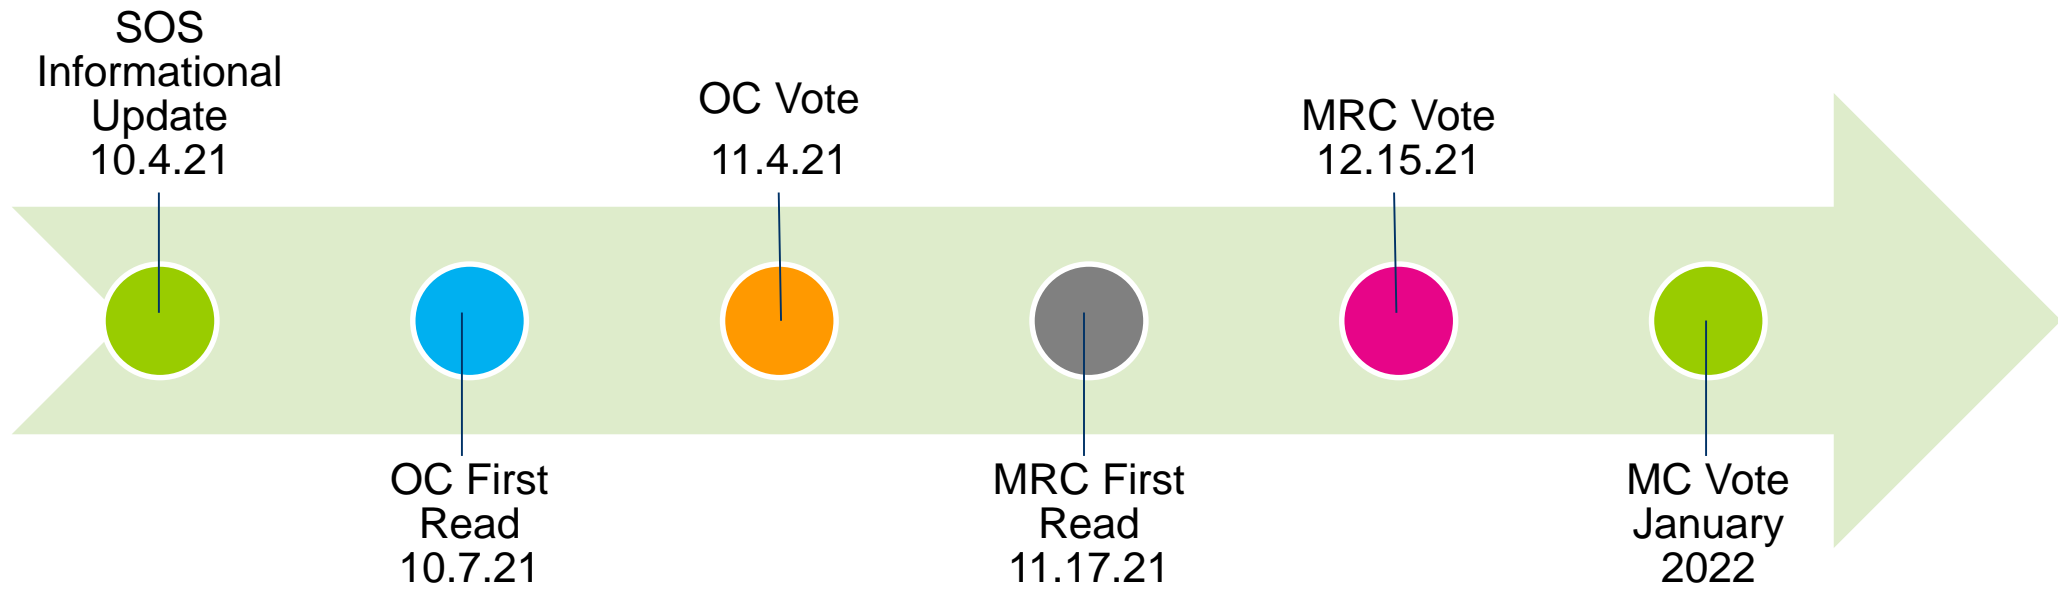 SOS
Informational
Update
10.4.21
OC First
Read
10.7.21
OC Vote
11.4.21
MRC First
Read
11.17.21
MRC Vote
12.15.21
MC Vote
January
2022